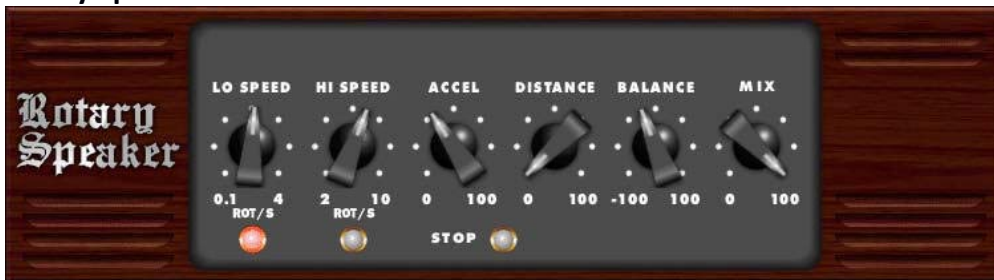 Rotary
Speaker
LO SPEED HI SPEED ACCEL DISTANCE BALANCE MIX
0.1 4 2 10 0 100 0 100 -100 100 0 100
ROT/S ROT/S
STOP